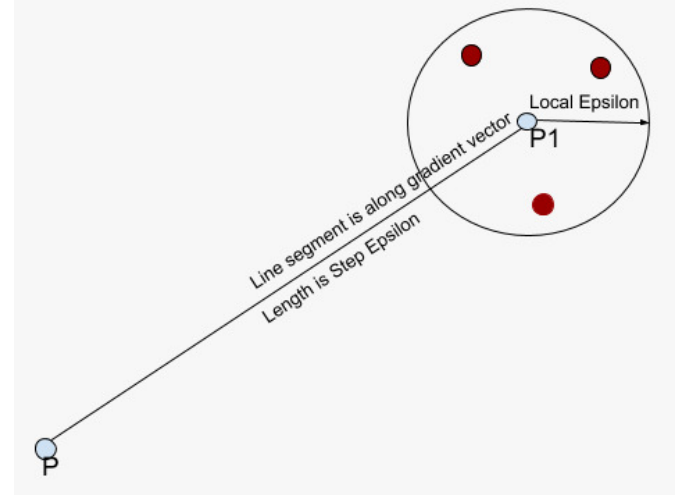 Local Epsilon
P1
Line segment is along gradient vector
Length is Step Epsilon
P